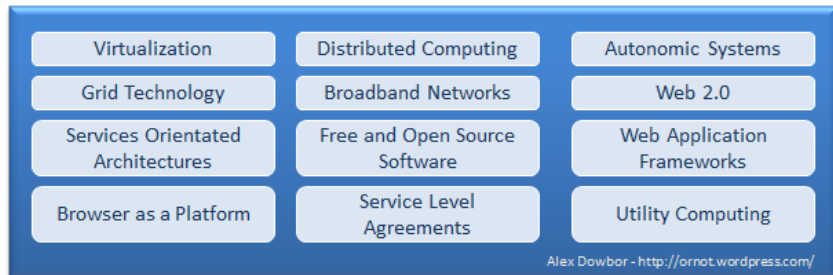 Virtualization
Distributed Computing
Autonomic Systems
Grid Technology
Broadband Networks
Web 2.0
Services Orientated
Architectures
Free and Open Source
Software
Web Application
Frameworks
Browser as a Platform
Service Level
Agreements
Utility Computing
Alex Dowbor - http://ornot.wordpress.com/